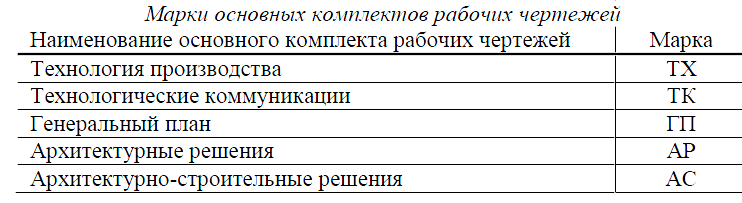 Марки основных комплектов рабочих чертежей
Наименование основного комплекта рабочих чертежей Марка
Технология производства ТХ
Технологические коммуникации ТК
Генеральный план ГП
Архитектурные решения АР
Архитектурно-строительные решения АС